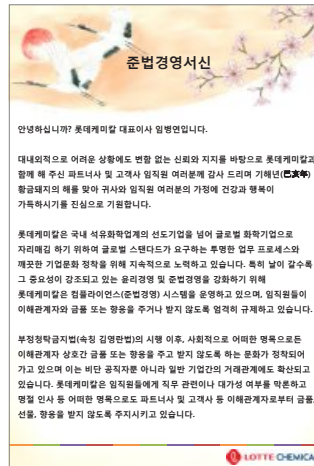 준법경영서신
안녕하십니까? 롯데케미칼 대표이사 임병연입니다.
대내외적으로 어려운 상황에도 변함 없는 신뢰와 지지를 바탕으로 롯데케미칼과
함께 해 주신 파트너사 및 고객사 임직원 여러분께 감사 드리며 기해년(己亥年)
황금돼지의 해를 맞아 귀사와 임직원 여러분의 가정에 건강과 행복이
가득하시기를 진심으로 기원합니다.
롯데케미칼은 국내 석유화학업계의 선도기업을 넘어 글로벌 화학기업으로
자리매김 하기 위하여 글로벌 스탠다드가 요구하는 투명한 업무 프로세스와
깨끗한 기업문화 정착을 위해 지속적으로 노력하고 있습니다. 특히 날이 갈수록
그 중요성이 강조되고 있는 윤리경영 및 준법경영을 강화하기 위해
롯데케미칼은 컴플라이언스(준법경영) 시스템을 운영하고 있으며, 임직원들이
이해관계자와 금품 또는 향응을 주거나 받지 않도록 엄격히 규제하고 있습니다.
부정청탁금지법(속칭 김영란법)의 시행 이후, 사회적으로 어떠한 명목으로든
이해관계자 상호간 금품 또는 향응을 주고 받지 않도록 하는 문화가 정착되어
가고 있으며 이는 비단 공직자뿐 아니라 일반 기업간의 거래관계에도 확산되고
있습니다. 롯데케미칼은 임직원들에게 직무 관련이나 대가성 여부를 막론하고
명절 인사 등 어떠한 명목으로도 파트너사 및 고객사 등 이해관계자로부터 금품,
선물, 향응을 받지 않도록 주지시키고 있습니다.
LOTTE CHEMICA